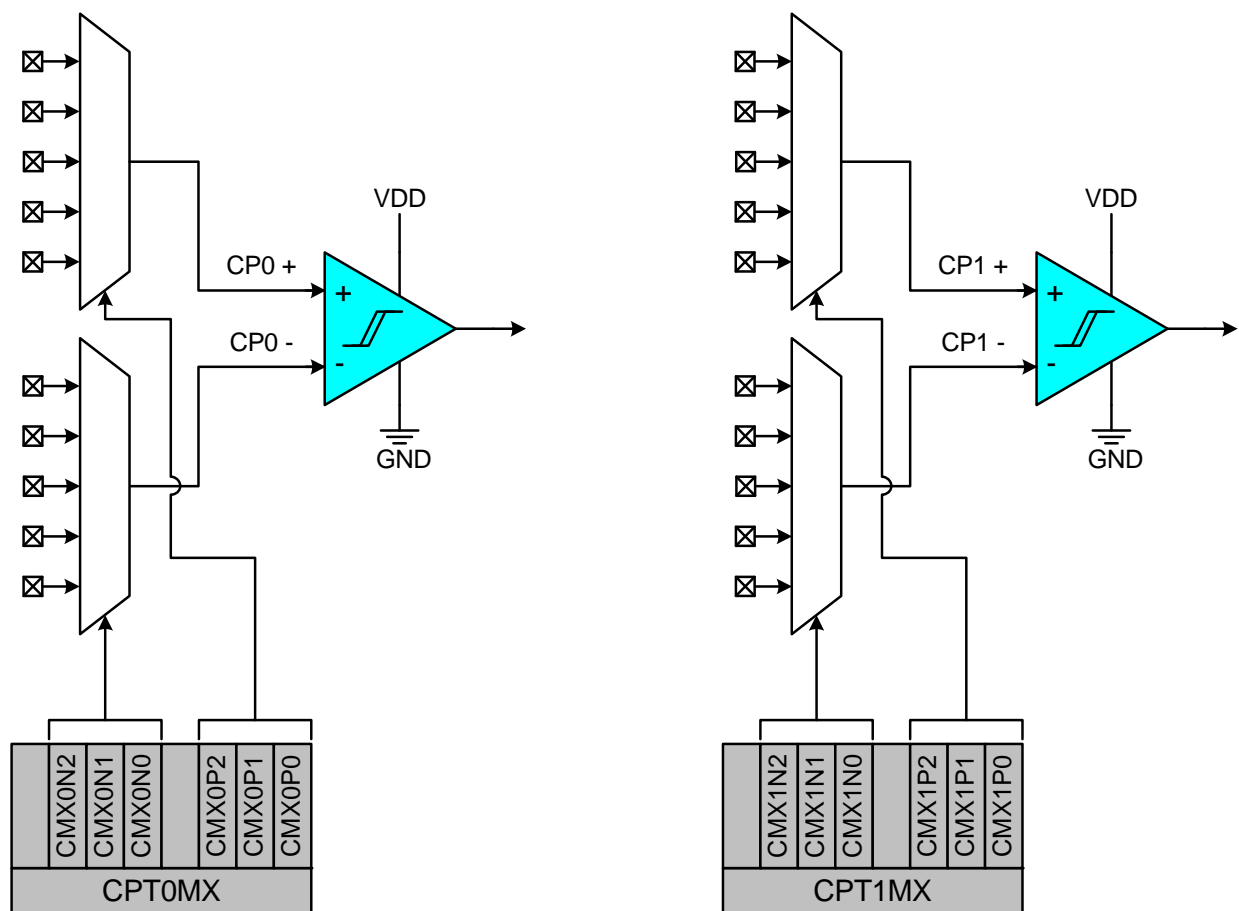 VDD
VDD
CP0 +
CP1 +
+
+
CP0 -
CP1 -
-
-
GND
GND
CMX0N2
CMX0N1
CMX0N0
CMX0P2
CMX0P1
CMX0P0
CMX1N2
CMX1N1
CMX1N0
CMX1P2
CMX1P1
CMX1P0
CPT0MX
CPT1MX